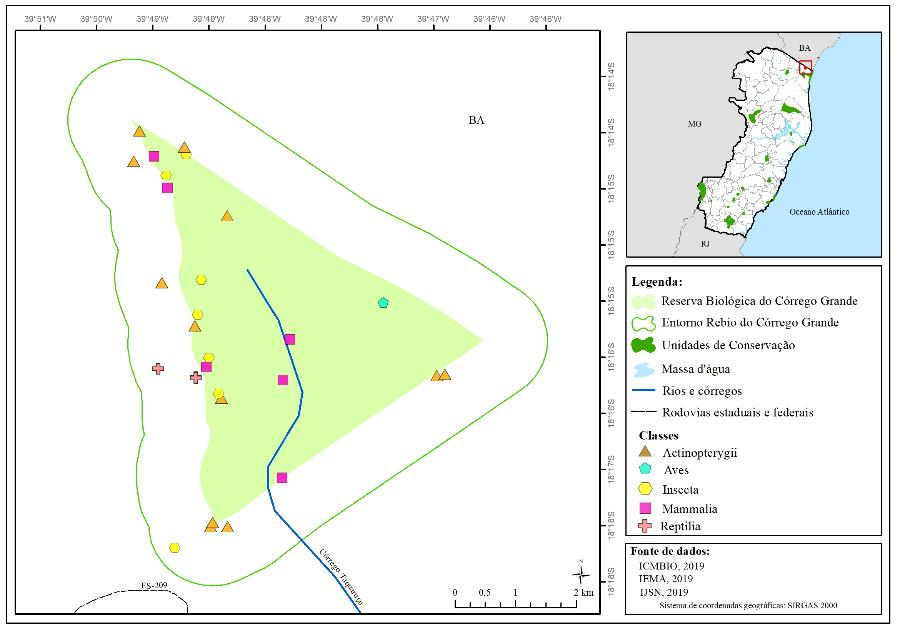 39°51'W 39°50'W 39°49'W 39°49'W 39°48'W 39°48'W 39°48'W 39°47'W 39°46'W 39°46'W
BA
18°14'S
18°14'S
18°15'S
18°15'S
18°15'S
18°16'S
18°16'S
18°17'S
18°18'S
18°18'S
Córrego Taquaruçu
ES-209
N
0 0,5 1 2 km
BA
MG
Oceano Atlântico
RJ
Legenda:
Reserva Biológica do Córrego Grande
Entorno Rebio do Córrego Grande
Unidades de Conservação
Massa d'água
Rios e córregos
Rodovias estaduais e federais
Classes
Actinopterygii
Aves
Insecta
Mammalia
Reptilia
Fonte de dados:
ICMBIO, 2019
IEMA, 2019
IJSN, 2019
Sistema de coordenadas geográficas: SIRGAS 2000